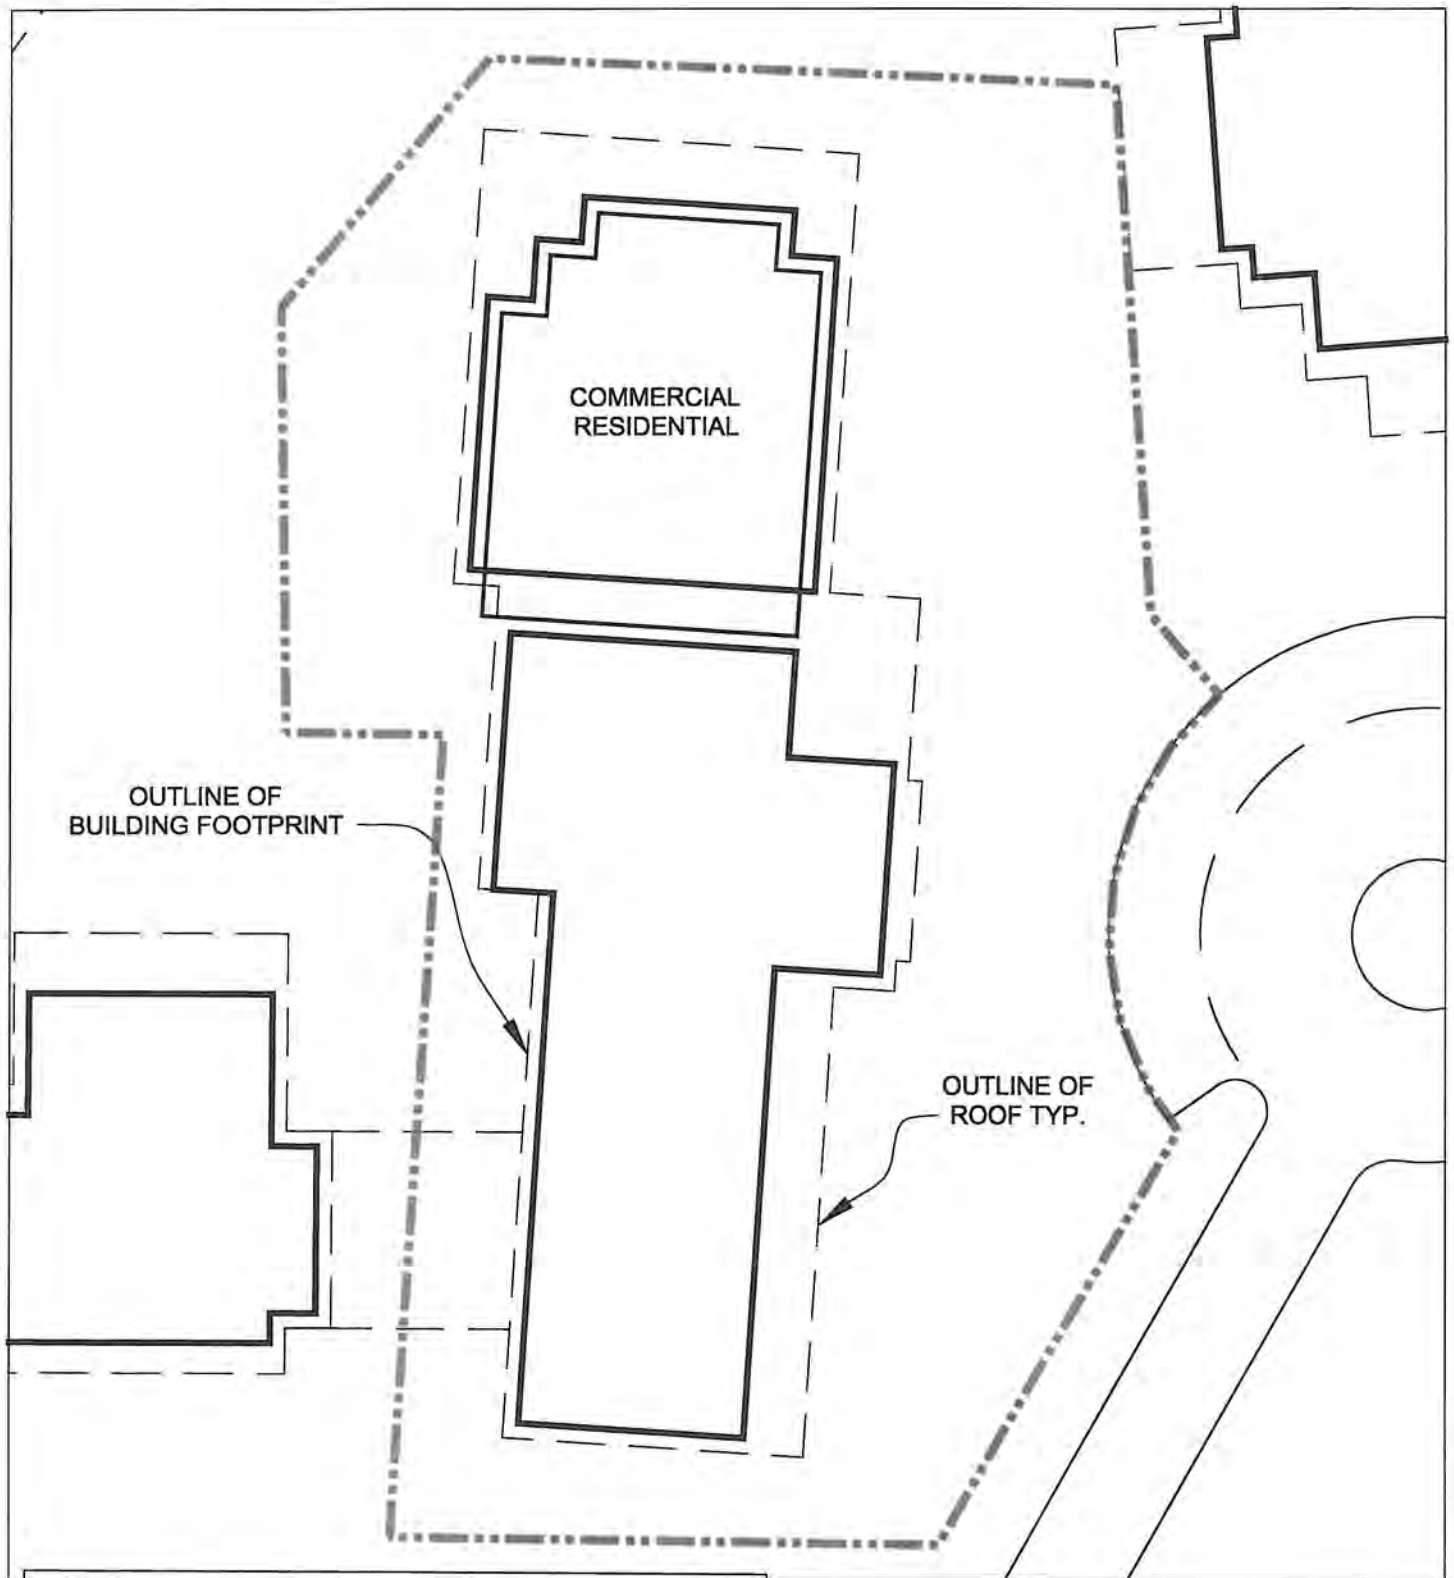 COMMERCIAL
RESIDENTIAL
OUTLINE OF
BUILDING FOOTPRINT
OUTLINE OF
ROOF TYP.